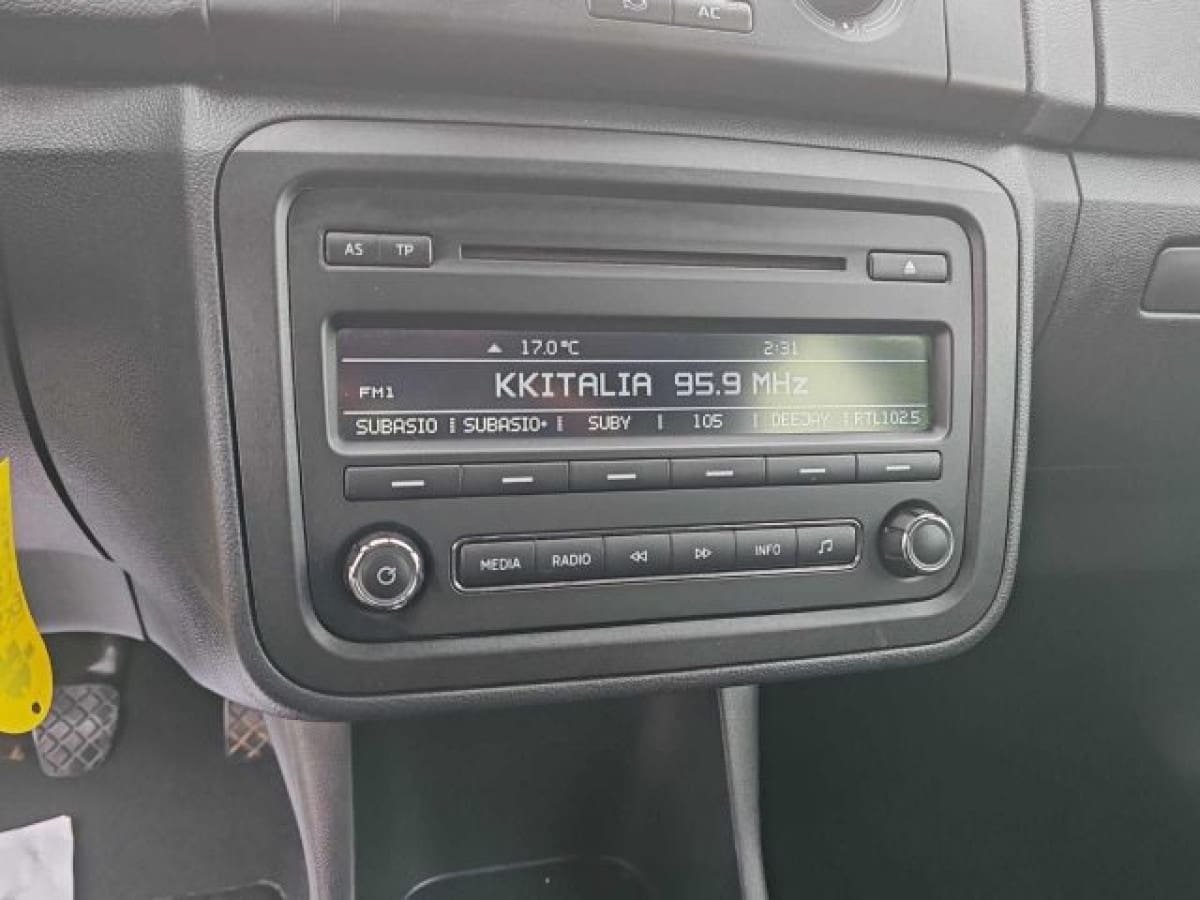 AC
AS TP
17.0°C 2:31
FM1 KKITALIA 95.9 MHz
SUBASIO SUBASIO+ SUBY 105 DEEJAY RTL102.5
MEDIA RADIO INFO